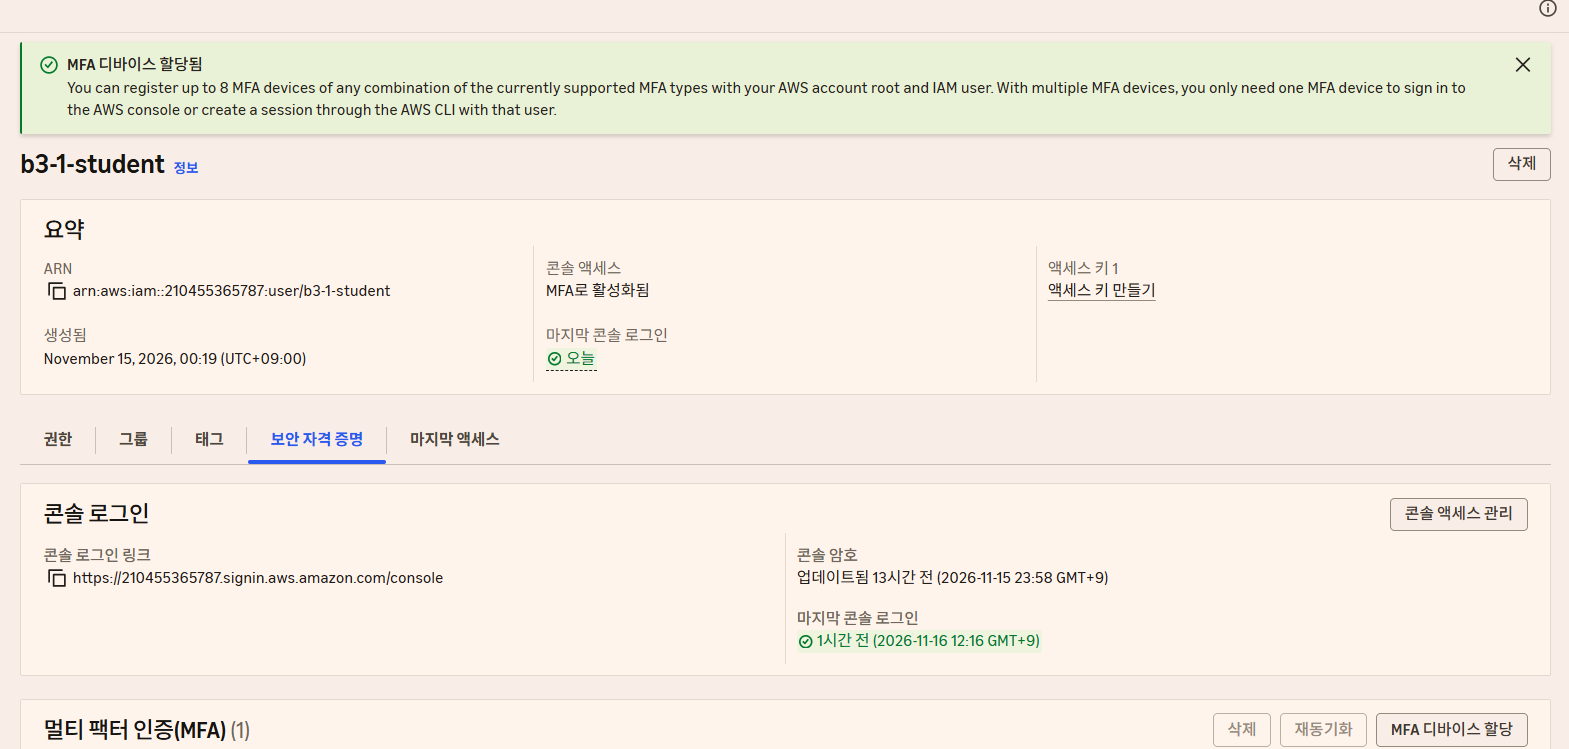 MFA 디바이스 할당됨
You can register up to 8 MFA devices of any combination of the currently supported MFA types with your AWS account root and IAM user. With multiple MFA devices, you only need one MFA device to sign in to
the AWS console or create a session through the AWS CLI with that user.
b3-1-student 정보
삭제
요약
ARN
arn:aws:iam::210455365787:user/b3-1-student
생성됨
November 15, 2026, 00:19 (UTC+09:00)
콘솔 액세스
MFA로 활성화됨
마지막 콘솔 로그인
오늘
액세스 키 1
액세스 키 만들기
권한 그룹 태그 보안 자격 증명 마지막 액세스
콘솔 로그인
콘솔 액세스 관리
콘솔 로그인 링크
https://210455365787.signin.aws.amazon.com/console
콘솔 암호
업데이트됨 13시간 전 (2026-11-15 23:58 GMT+9)
마지막 콘솔 로그인
1시간 전 (2026-11-16 12:16 GMT+9)
멀티 팩터 인증(MFA) (1)
삭제 재동기화 MFA 디바이스 할당